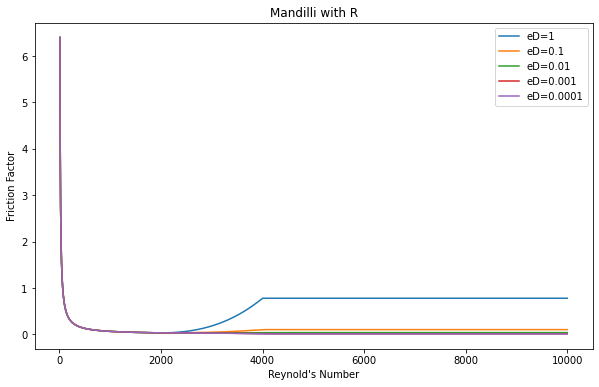 Mandilli with R
eD=1
eD=0.1
eD=0.01
eD=0.001
eD=0.0001
Friction Factor
6
5
4
3
2
1
0
0 2000 4000 6000 8000 10000
Reynold's Number